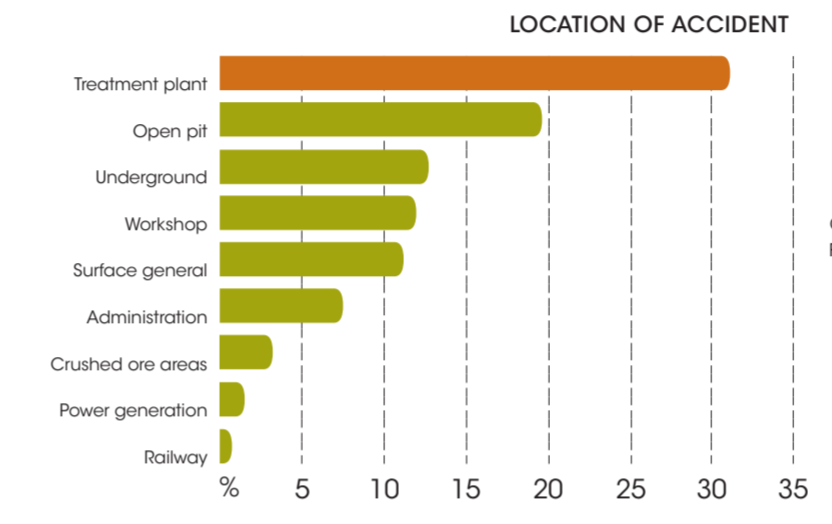 LOCATION OF ACCIDENT
Treatment plant
Open pit
Underground
Workshop
Surface general
Administration
Crushed ore areas
Power generation
Railway
% 5 10 15 20 25 30 35